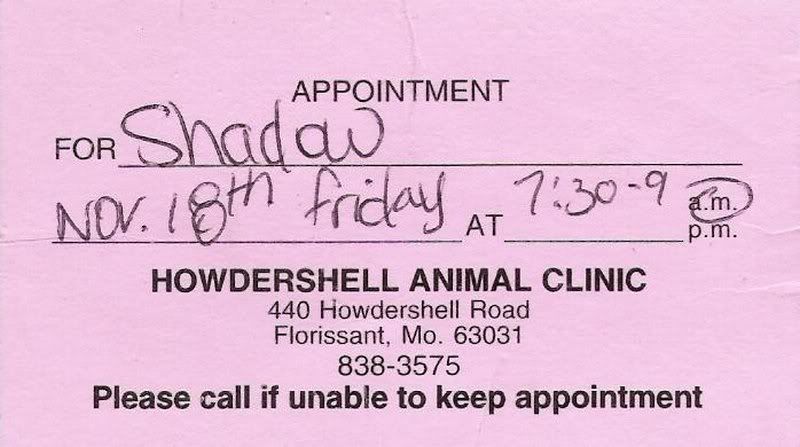 APPOINTMENT
FOR Shadow
Nov. 18th friday AT 7:30-9 a.m.
p.m.
HOWDERSHELL ANIMAL CLINIC
440 Howdershell Road
Florissant, Mo. 63031
838-3575
Please call if unable to keep appointment